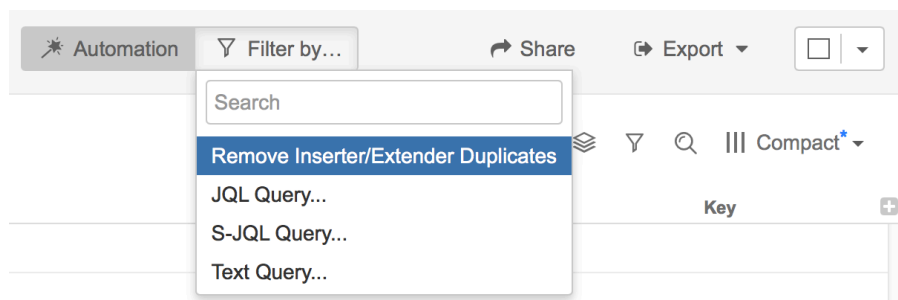 Automation Filter by... Share Export
Search
Remove Inserter/Extender Duplicates
Compact*
JQL Query...
S-JQL Query...
Key
Text Query...